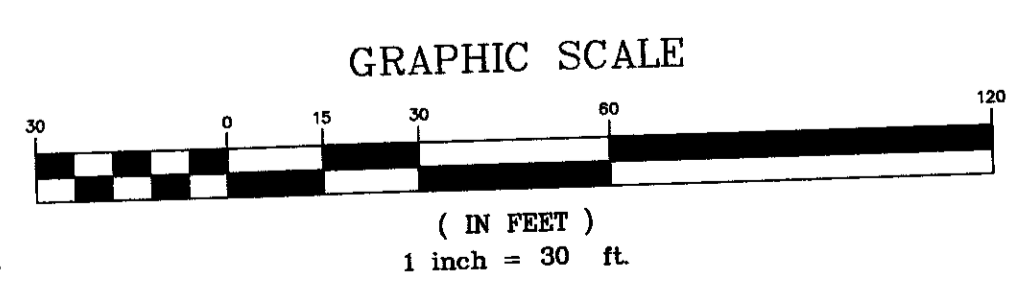 GRAPHIC SCALE
30 0 15 30 60 120
( IN FEET )
1 inch = 30 ft.